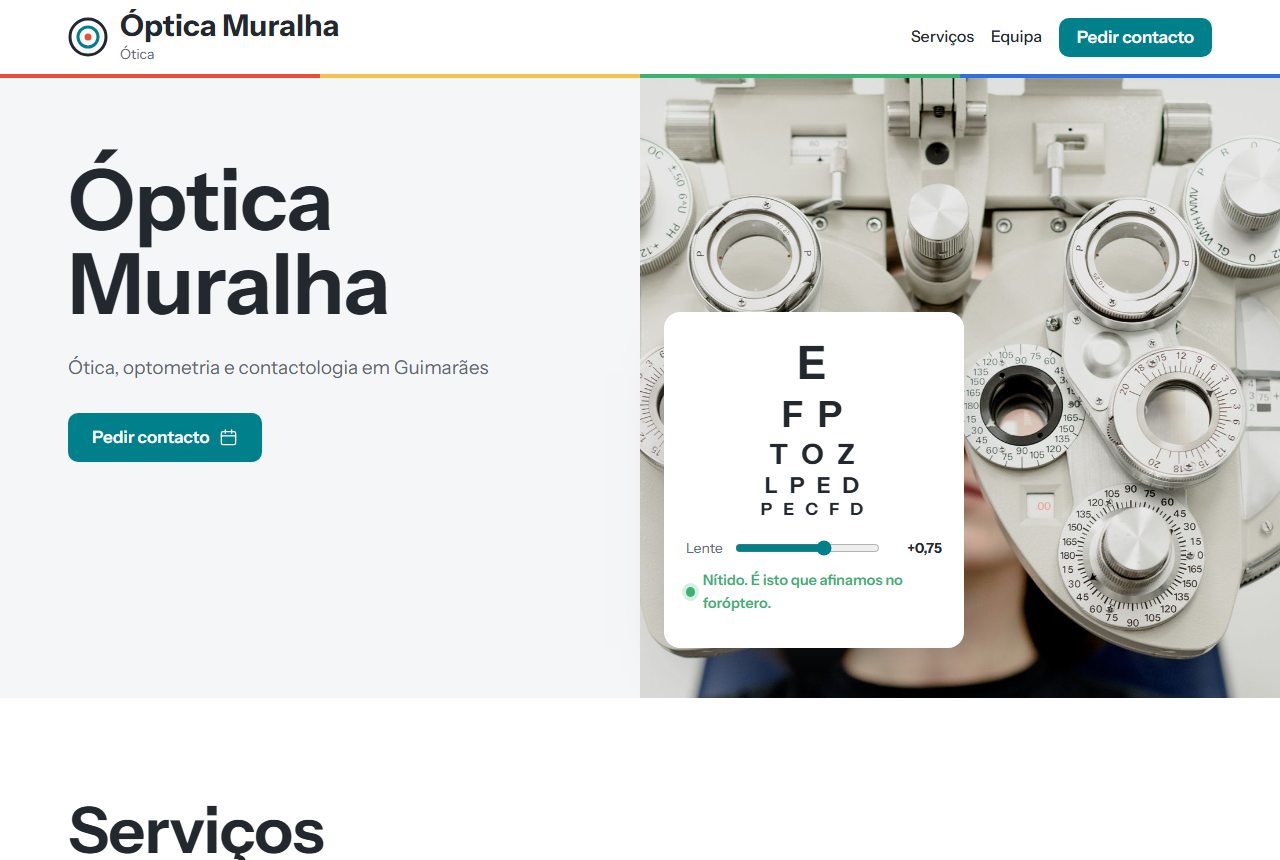 Óptica Muralha
Ótica
Serviços
Equipa
Pedir contacto
Óptica
Muralha
Ótica, optometria e contactologia em Guimarães
Pedir contacto
E
F P
T O Z
L P E D
P E C F D
Lente
+0,75
Nítido. É isto que afinamos no
foróptero.
Serviços